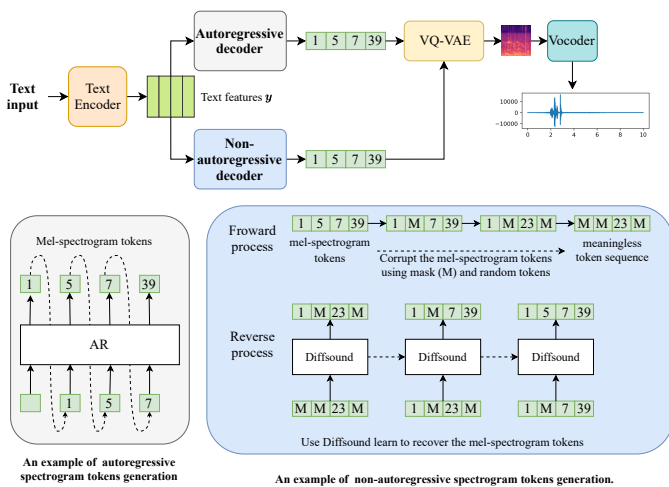 Text input
Text Encoder
Text features y
Autoregressive decoder
1 5 7 39
Non-autoregressive decoder
1 5 7 39
VQ-VAE
Vocoder
10000
0
-10000
0 2 4 6 8 10
Mel-spectrogram tokens
1 5 7 39
AR
1 5 7
An example of autoregressive
spectrogram tokens generation
Froward process
1 5 7 39
1 M 7 39
1 M 23 M
M M 23 M
mel-spectrogram tokens
Corrupt the mel-spectrogram tokens
using mask (M) and random tokens
meaningless token sequence
Reverse process
1 M 23 M
1 M 7 39
1 5 7 39
Diffsound
Diffsound
Diffsound
M M 23 M
1 M 23 M
1 M 7 39
Use Diffsound learn to recover the mel-spectrogram tokens
An example of non-autoregressive spectrogram tokens generation.